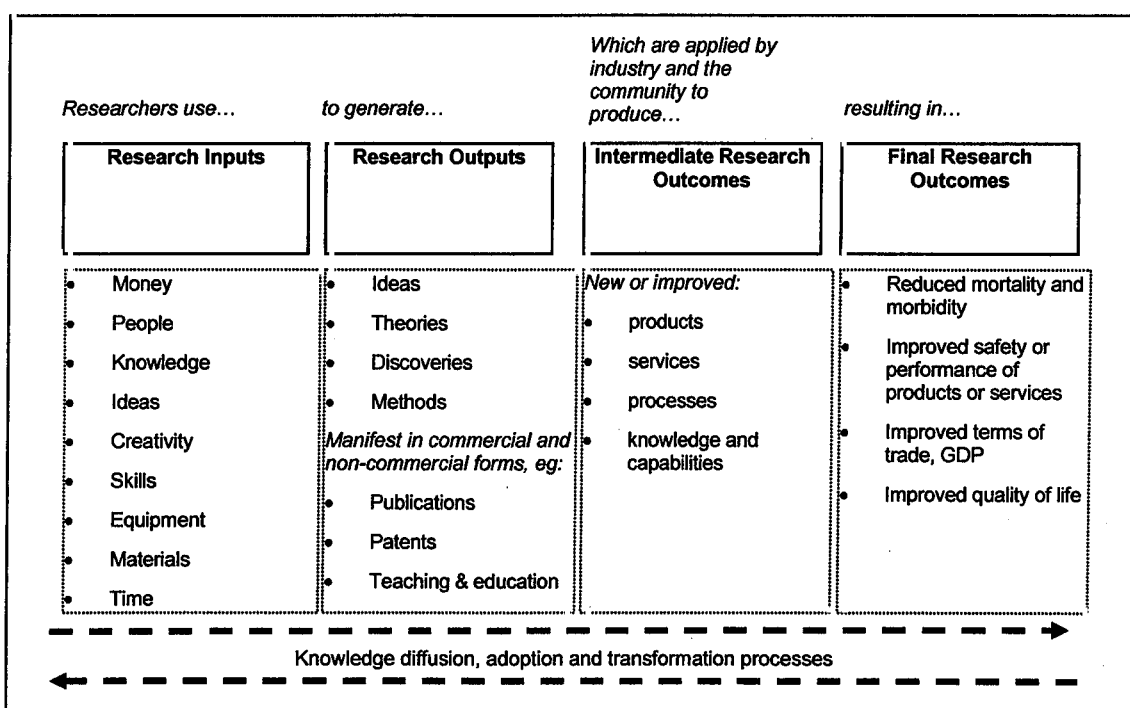 Researchers use…
to generate…
Which are applied by
industry and the
community to
produce…
resulting in…
Research Inputs
Research Outputs
Intermediate Research
Outcomes
Final Research
Outcomes
• Money
• People
• Knowledge
• Ideas
• Creativity
• Skills
• Equipment
• Materials
• Time
• Ideas
• Theories
• Discoveries
• Methods
Manifest in commercial and
non-commercial forms, eg:
• Publications
• Patents
• Teaching & education
New or improved:
• products
• services
• processes
• knowledge and
capabilities
• Reduced mortality and
morbidity
• Improved safety or
performance of
products or services
• Improved terms of
trade, GDP
• Improved quality of life
Knowledge diffusion, adoption and transformation processes